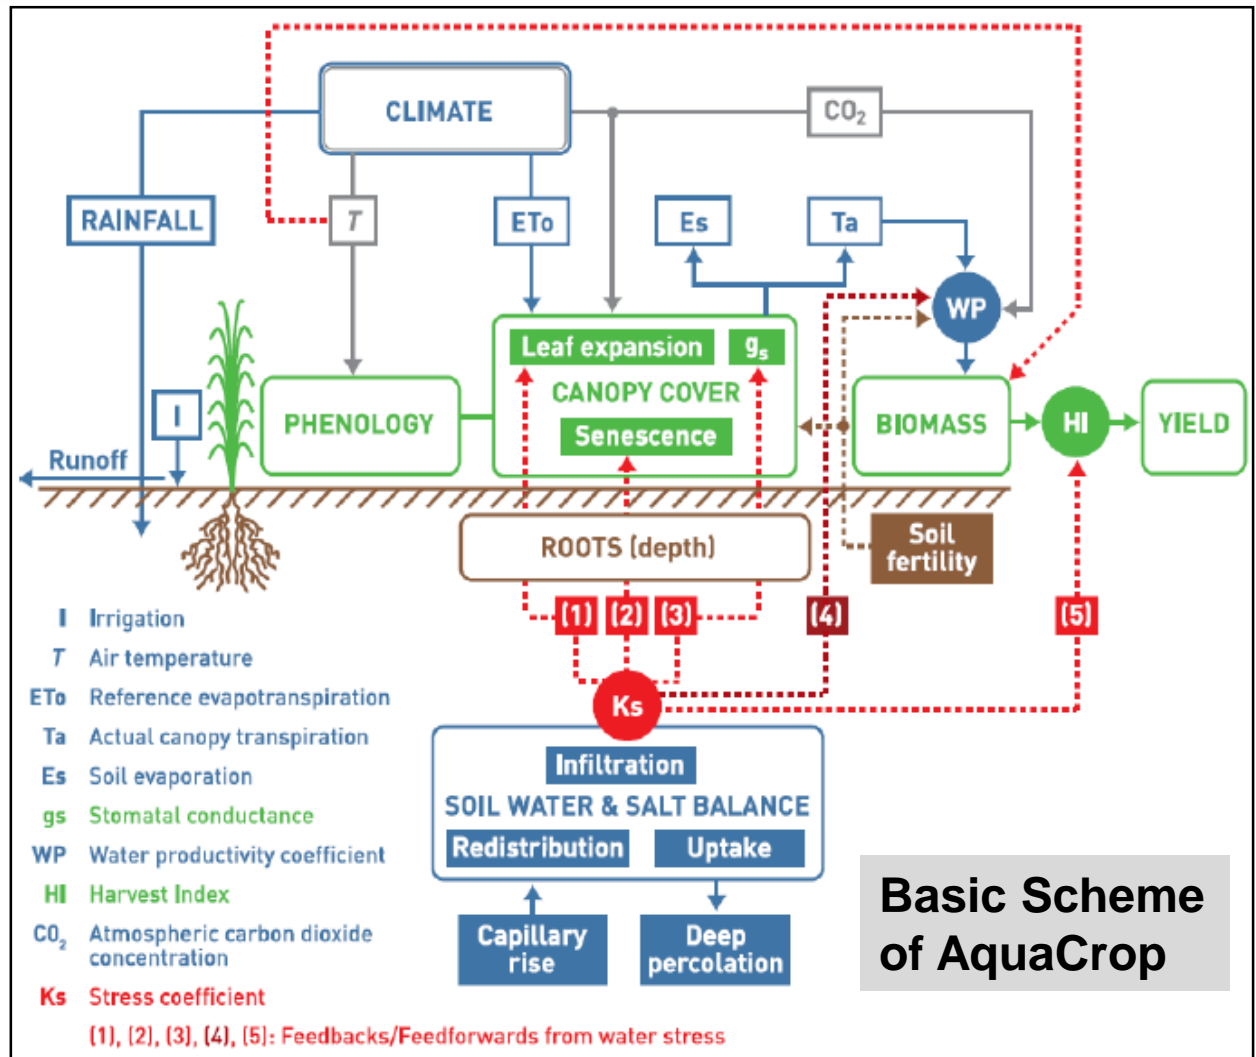 CLIMATE
CO₂
RAINFALL
T
ETo
Es
Ta
WP
Leaf expansion
gs
CANOPY COVER
Senescence
PHENOLOGY
BIOMASS
HI
YIELD
I
Runoff
ROOTS (depth)
Soil
fertility
(1)
(2)
(3)
(4)
(5)
Ks
Infiltration
SOIL WATER & SALT BALANCE
Redistribution
Uptake
Capillary
rise
Deep
percolation
I Irrigation
T Air temperature
ETo Reference evapotranspiration
Ta Actual canopy transpiration
Es Soil evaporation
gs Stomatal conductance
WP Water productivity coefficient
HI Harvest Index
CO₂ Atmospheric carbon dioxide
concentration
Ks Stress coefficient
(1), (2), (3), (4), (5): Feedbacks/Feedforwards from water stress
Basic Scheme
of AquaCrop